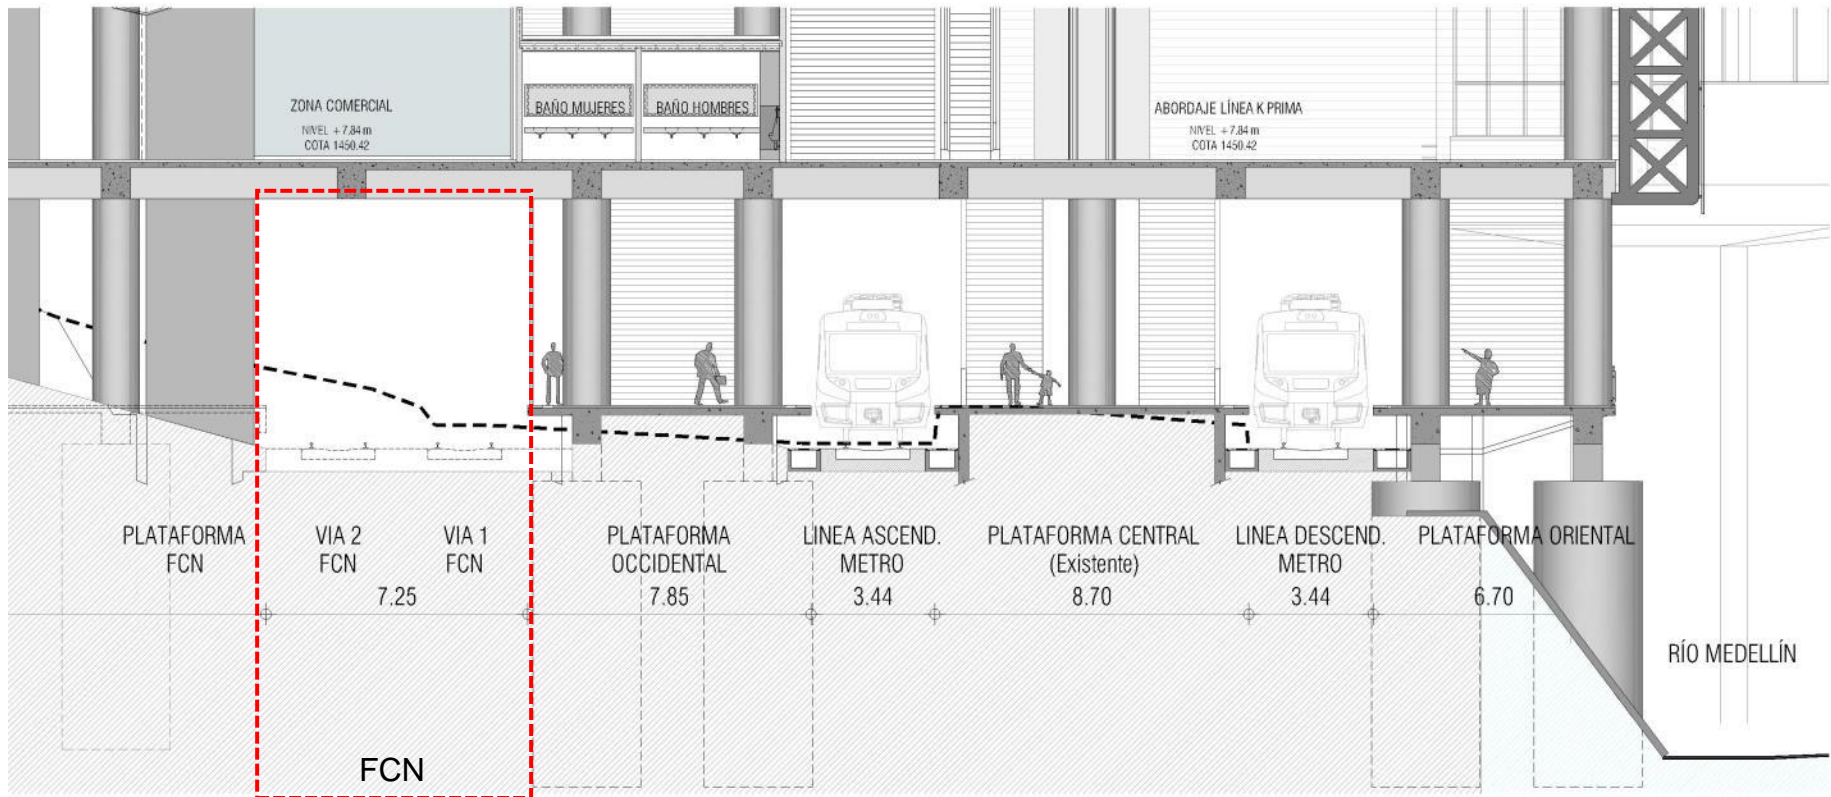 ZONA COMERCIAL
NIVEL + 7.84 m
COTA 1450.42
BAÑO MUJERES
BAÑO HOMBRES
ABORDAJE LÍNEA K PRIMA
NIVEL + 7.84 m
COTA 1450.42
PLATAFORMA
FCN
VIA 2
FCN
VIA 1
FCN
7.25
PLATAFORMA
OCCIDENTAL
7.85
LINEA ASCEND.
METRO
3.44
PLATAFORMA CENTRAL
(Existente)
8.70
LINEA DESCEND.
METRO
3.44
PLATAFORMA ORIENTAL
6.70
RÍO MEDELLÍN
FCN